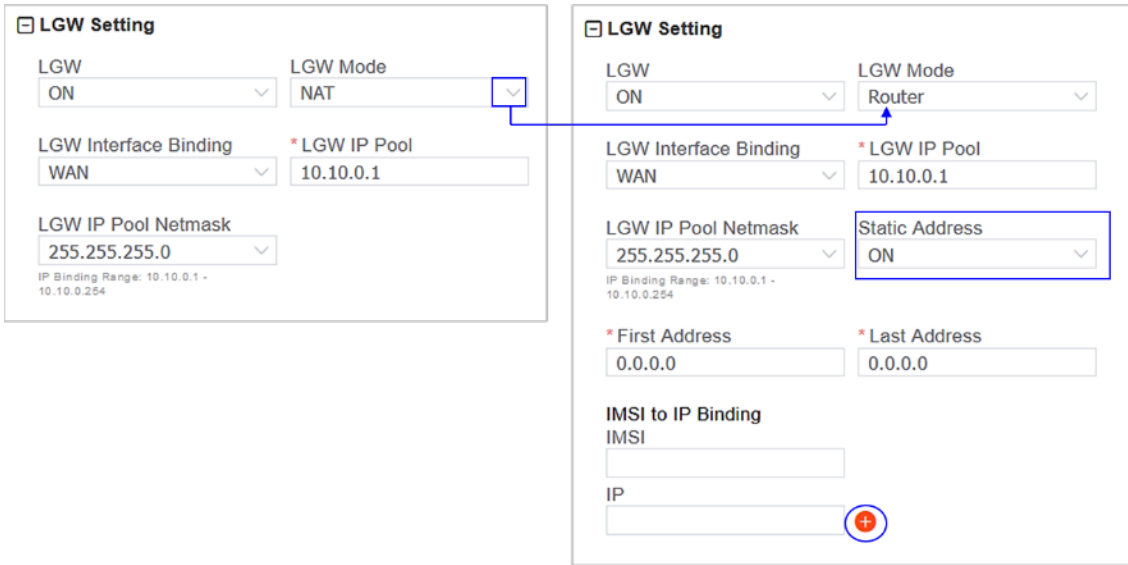 LGW Setting
LGW LGW Mode
ON NAT
LGW Interface Binding * LGW IP Pool
WAN 10.10.0.1
LGW IP Pool Netmask
255.255.255.0
IP Binding Range: 10.10.0.1 -
10.10.0.254
LGW Setting
LGW LGW Mode
ON Router
LGW Interface Binding * LGW IP Pool
WAN 10.10.0.1
LGW IP Pool Netmask Static Address
255.255.255.0 ON
IP Binding Range: 10.10.0.1 -
10.10.0.254
* First Address * Last Address
0.0.0.0 0.0.0.0
IMSI to IP Binding
IMSI
IP